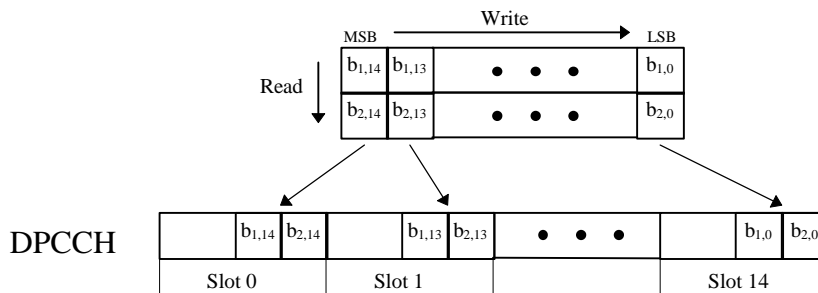 Write
MSB LSB
b1,14 b1,13 • • • b1,0
Read
b2,14 b2,13 • • • b2,0
DPCCH b1,14 b2,14 b1,13 b2,13 • • • b1,0 b2,0
Slot 0 Slot 1 Slot 14